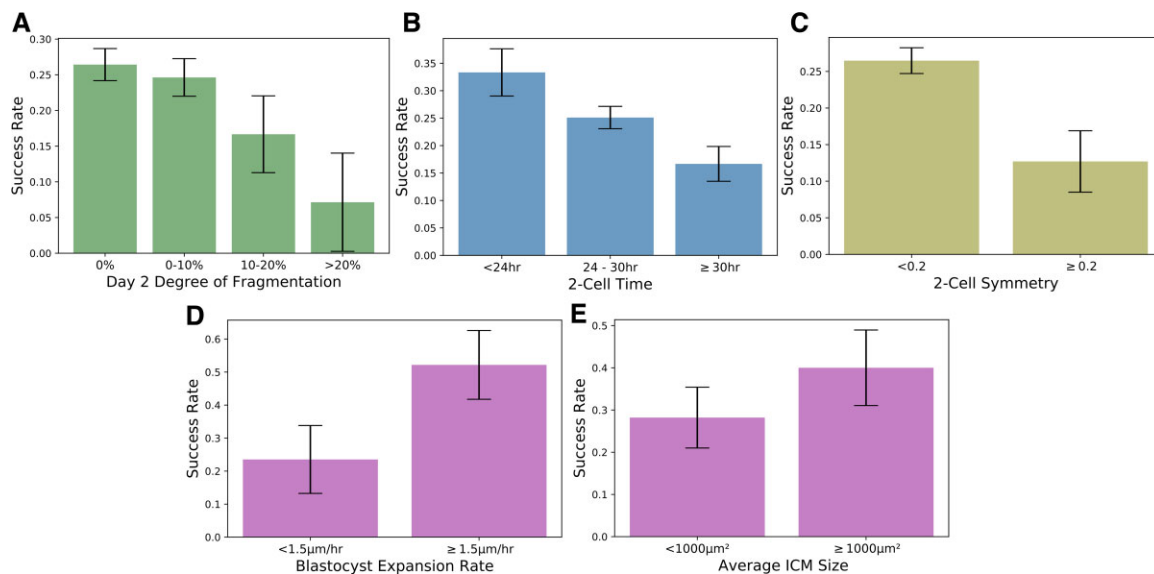 A
Success Rate
0.30
0.25
0.20
0.15
0.10
0.05
0.00
0% 0-10% 10-20% >20%
Day 2 Degree of Fragmentation
B
Success Rate
0.35
0.30
0.25
0.20
0.15
0.10
0.05
0.00
<24hr 24 - 30hr ≥ 30hr
2-Cell Time
C
Success Rate
0.25
0.20
0.15
0.10
0.05
0.00
<0.2 ≥ 0.2
2-Cell Symmetry
D
Success Rate
0.6
0.5
0.4
0.3
0.2
0.1
0.0
<1.5μm/hr ≥ 1.5μm/hr
Blastocyst Expansion Rate
E
Success Rate
0.5
0.4
0.3
0.2
0.1
0.0
<1000μm² ≥ 1000μm²
Average ICM Size